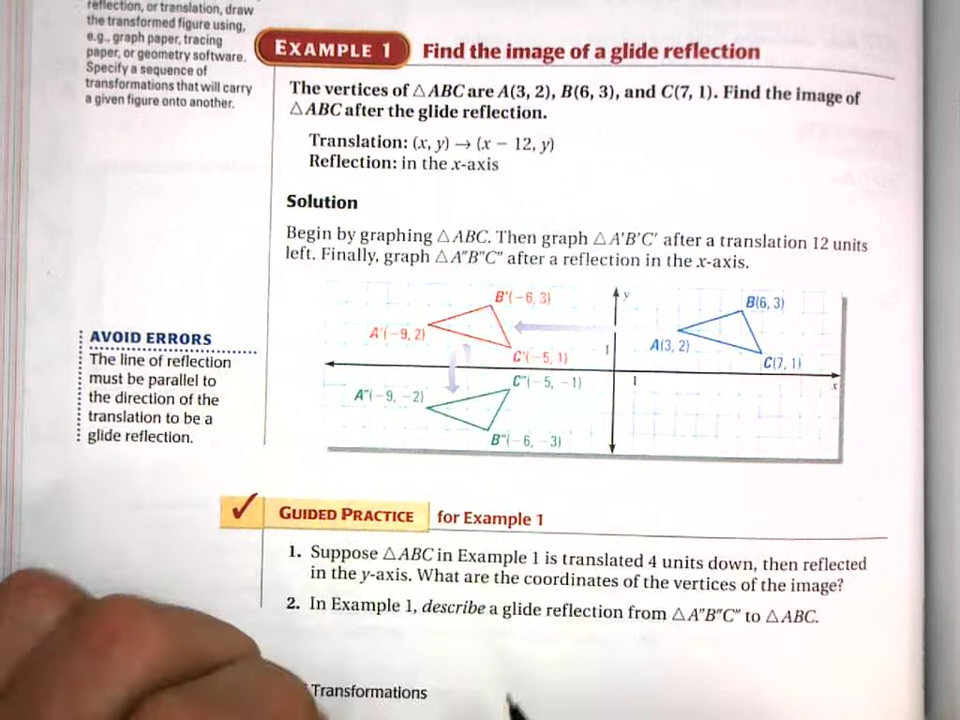 reflection, or translation, draw
the transformed figure using,
e.g., graph paper, tracing
paper, or geometry software.
Specify a sequence of
transformations that will carry
a given figure onto another.
EXAMPLE 1 Find the image of a glide reflection
The vertices of △ABC are A(3, 2), B(6, 3), and C(7, 1). Find the image of
△ABC after the glide reflection.
Translation: (x, y) → (x − 12, y)
Reflection: in the x-axis
Solution
Begin by graphing △ABC. Then graph △A′B′C′ after a translation 12 units
left. Finally, graph △A″B″C″ after a reflection in the x-axis.
B′(−6, 3)
y
B(6, 3)
A′(−9, 2)
A(3, 2)
1
C′(−5, 1)
C(7, 1)
C″(−5, −1)
1
x
A″(−9, −2)
B″(−6, −3)
AVOID ERRORS
The line of reflection
must be parallel to
the direction of the
translation to be a
glide reflection.
✓ GUIDED PRACTICE for Example 1
1. Suppose △ABC in Example 1 is translated 4 units down, then reflected
in the y-axis. What are the coordinates of the vertices of the image?
2. In Example 1, describe a glide reflection from △A″B″C″ to △ABC.
Transformations